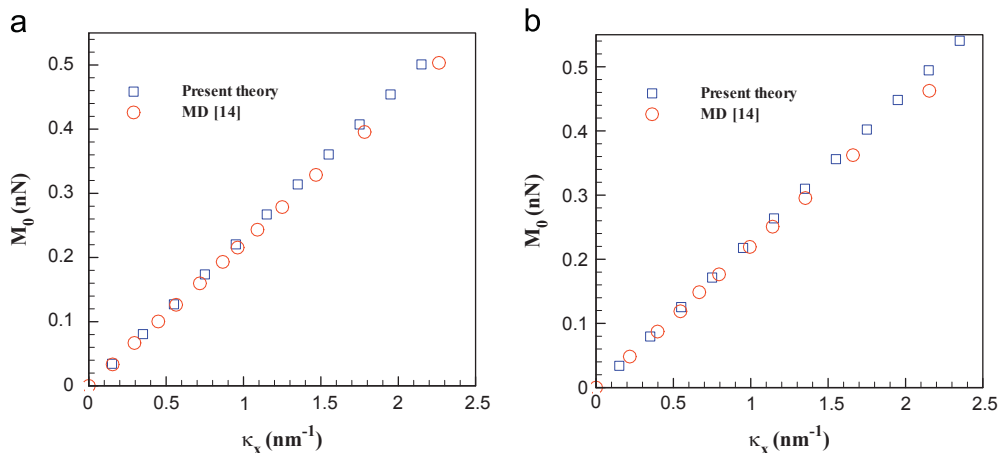 a
0.5
0.4
0.3
0.2
0.1
0
M₀ (nN)
Present theory
MD [14]
0 0.5 1 1.5 2 2.5
κₓ (nm⁻¹)
b
0.5
0.4
0.3
0.2
0.1
0
M₀ (nN)
Present theory
MD [14]
0 0.5 1 1.5 2 2.5
κₓ (nm⁻¹)